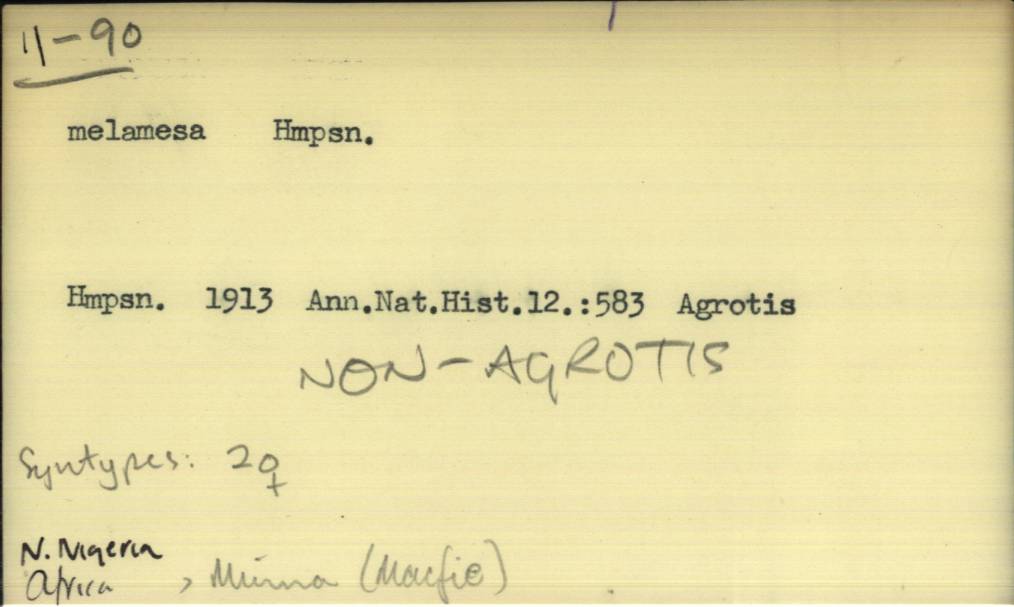 11-90
melamesa Hmpsn.
Hmpsn. 1913 Ann.Nat.Hist.12.:583 Agrotis
NON-AGROTIS
Syntypes: 2♀
N. Nigeria
Africa , Minna (Macfie)